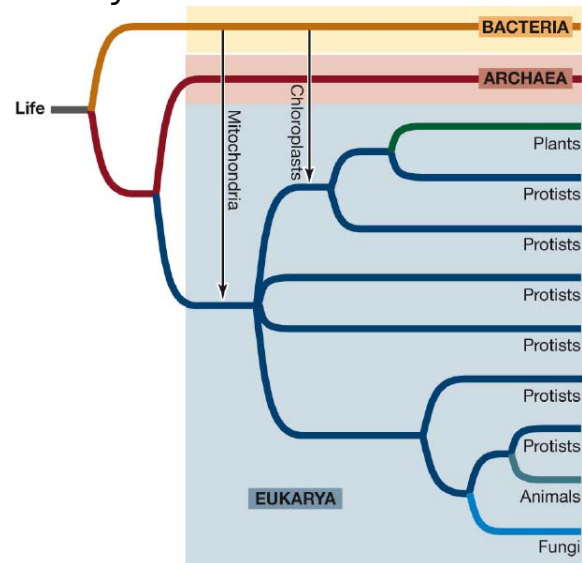 BACTERIA
ARCHAEA
Life
Mitochondria
Chloroplasts
Plants
Protists
Protists
Protists
Protists
Protists
Protists
Animals
EUKARYA
Fungi